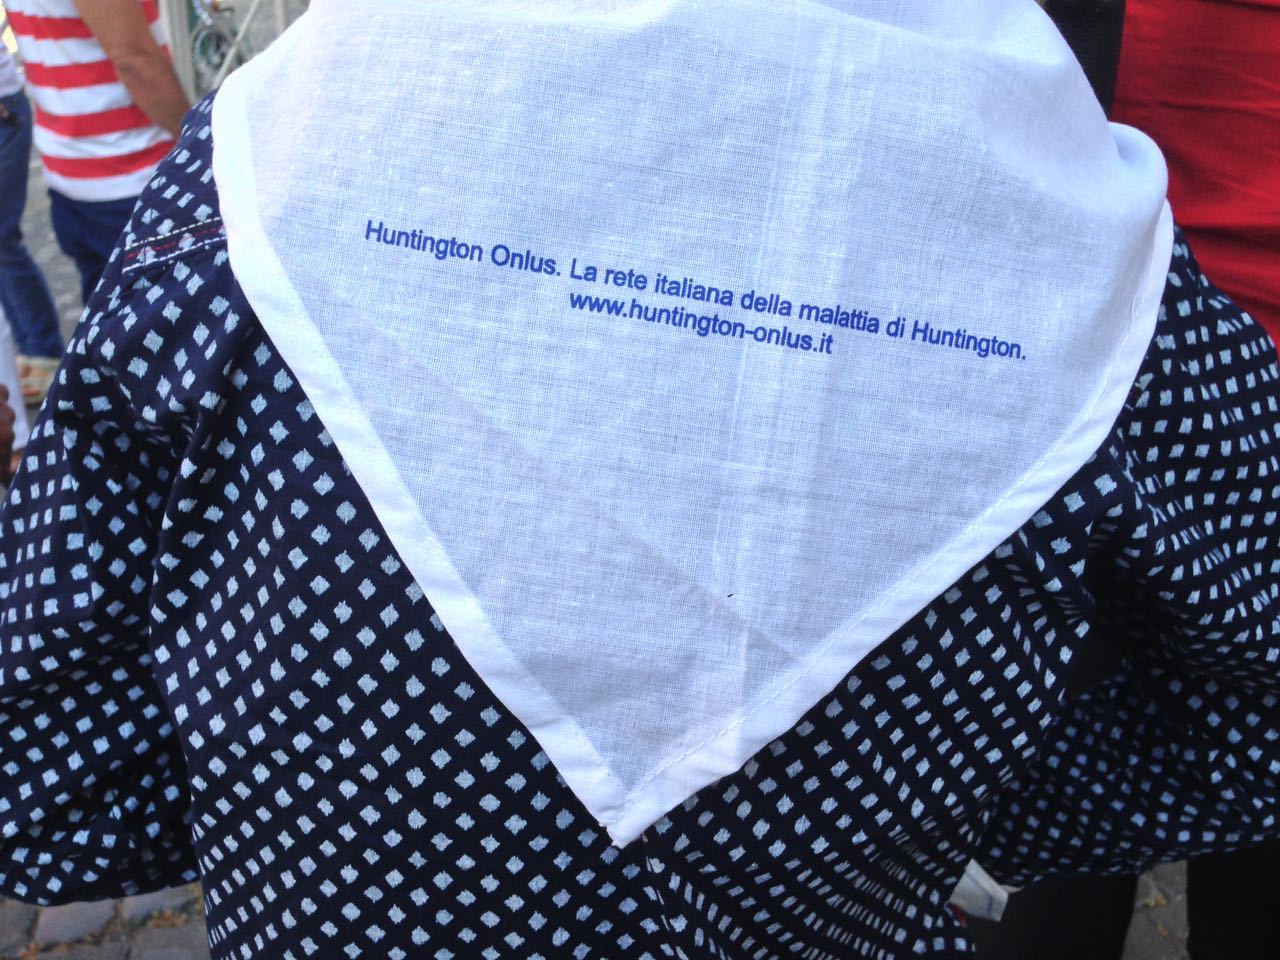 Huntington Onlus. La rete italiana della malattia di Huntington.
www.huntington-onlus.it